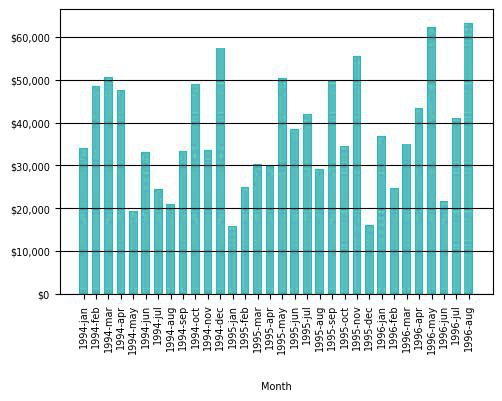 $60,000
$50,000
$40,000
$30,000
$20,000
$10,000
$0
1994-jan
1994-feb
1994-mar
1994-apr
1994-may
1994-jun
1994-jul
1994-aug
1994-sep
1994-oct
1994-nov
1994-dec
1995-jan
1995-feb
1995-mar
1995-apr
1995-may
1995-jun
1995-jul
1995-aug
1995-sep
1995-oct
1995-nov
1995-dec
1996-jan
1996-feb
1996-mar
1996-apr
1996-may
1996-jun
1996-jul
1996-aug
Month